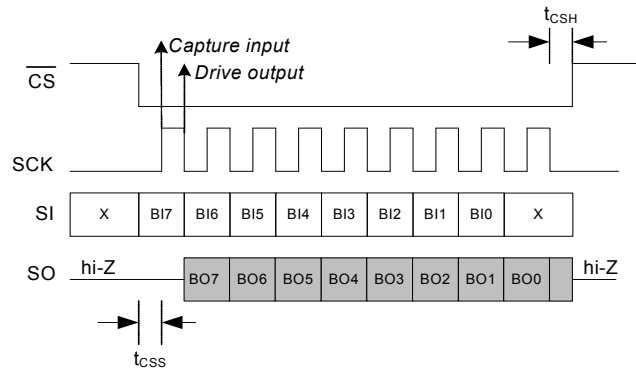 tCSH
Capture input
Drive output
CS
SCK
SI X BI7 BI6 BI5 BI4 BI3 BI2 BI1 BI0 X
SO hi-Z BO7 BO6 BO5 BO4 BO3 BO2 BO1 BO0 hi-Z
tCSS